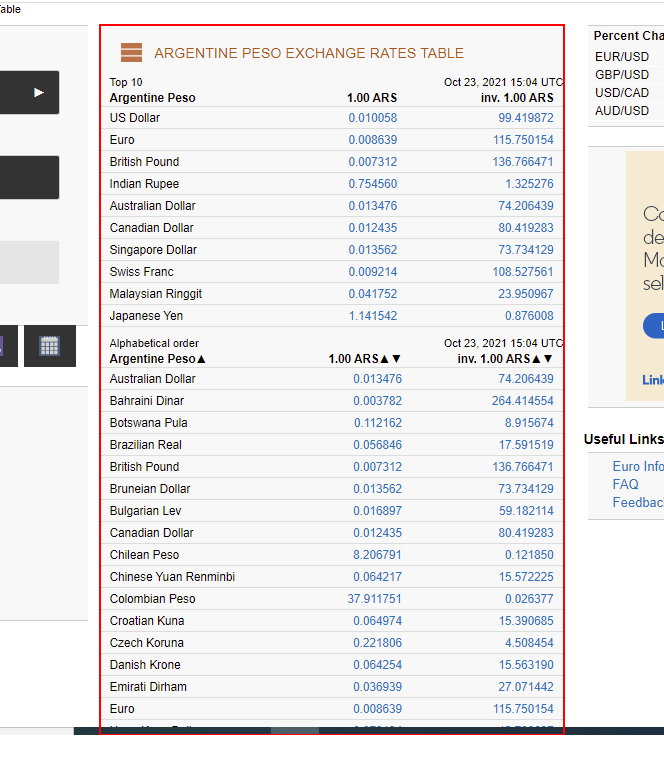 Table
ARGENTINE PESO EXCHANGE RATES TABLE
Top 10 Oct 23, 2021 15:04 UTC
Argentine Peso 1.00 ARS inv. 1.00 ARS
US Dollar 0.010058 99.419872
Euro 0.008639 115.750154
British Pound 0.007312 136.766471
Indian Rupee 0.754560 1.325276
Australian Dollar 0.013476 74.206439
Canadian Dollar 0.012435 80.419283
Singapore Dollar 0.013562 73.734129
Swiss Franc 0.009214 108.527561
Malaysian Ringgit 0.041752 23.950967
Japanese Yen 1.141542 0.876008
Alphabetical order Oct 23, 2021 15:04 UTC
Argentine Peso▲ 1.00 ARS▲▼ inv. 1.00 ARS▲▼
Australian Dollar 0.013476 74.206439
Bahraini Dinar 0.003782 264.414554
Botswana Pula 0.112162 8.915674
Brazilian Real 0.056846 17.591519
British Pound 0.007312 136.766471
Bruneian Dollar 0.013562 73.734129
Bulgarian Lev 0.016897 59.182114
Canadian Dollar 0.012435 80.419283
Chilean Peso 8.206791 0.121850
Chinese Yuan Renminbi 0.064217 15.572225
Colombian Peso 37.911751 0.026377
Croatian Kuna 0.064974 15.390685
Czech Koruna 0.221806 4.508454
Danish Krone 0.064254 15.563190
Emirati Dirham 0.036939 27.071442
Euro 0.008639 115.750154
Percent Cha
EUR/USD
GBP/USD
USD/CAD
AUD/USD
Co
de
Mo
sel
L
Link
Useful Links
Euro Info
FAQ
Feedbac